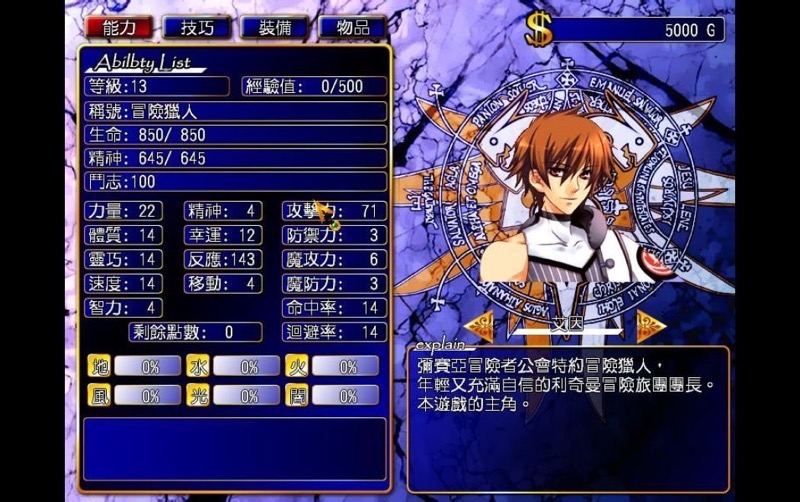 能力 技巧 裝備 物品
5000 G
Abilbty List
等級:13 經驗值: 0/500
稱號:冒險獵人
生命: 850/ 850
精神: 645/ 645
鬥志:100
力量: 22 精神: 4 攻擊力: 71
體質: 14 幸運: 12 防禦力: 3
靈巧: 14 反應:143 魔攻力: 6
速度: 14 移動: 4 魔防力: 3
智力: 4 命中率: 14
剩餘點數: 0 迴避率: 14
地 0% 水 0% 火 0%
風 0% 光 0% 闇 0%
艾因
explain
彌賽亞冒險者公會特約冒險獵人，
年輕又充滿自信的利奇曼冒險旅團團長。
本遊戲的主角。